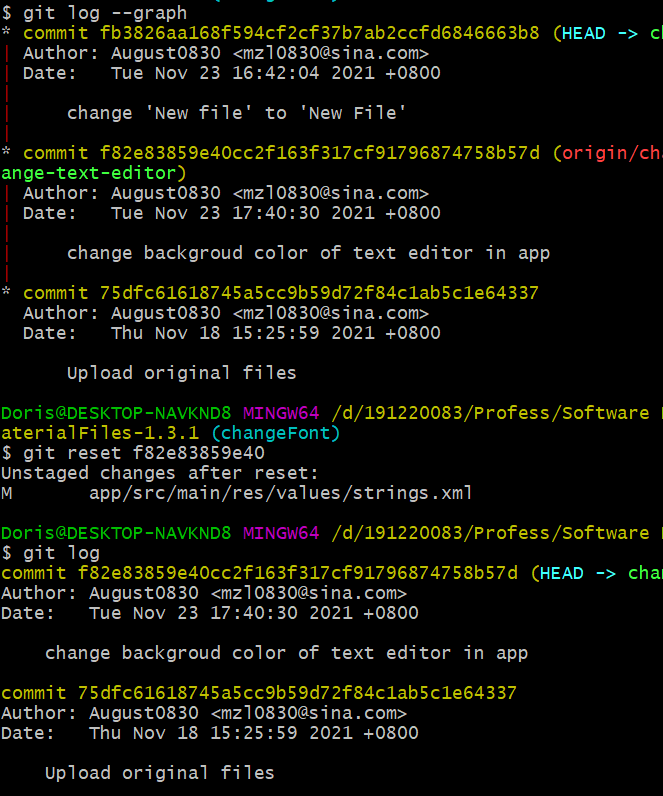 $ git log --graph
* commit fb3826aa168f594cf2cf37b7ab2ccfd6846663b8 (HEAD -> c
| Author: August0830 <mzl0830@sina.com>
| Date:   Tue Nov 23 16:42:04 2021 +0800
|
|     change 'New file' to 'New File'
|
* commit f82e83859e40cc2f163f317cf91796874758b57d (origin/ch
ange-text-editor)
| Author: August0830 <mzl0830@sina.com>
| Date:   Tue Nov 23 17:40:30 2021 +0800
|
|     change backgroud color of text editor in app
|
* commit 75dfc61618745a5cc9b59d72f84c1ab5c1e64337
  Author: August0830 <mzl0830@sina.com>
  Date:   Thu Nov 18 15:25:59 2021 +0800

      Upload original files

Doris@DESKTOP-NAVKND8 MINGW64 /d/191220083/Profess/Software
aterialFiles-1.3.1 (changeFont)
$ git reset f82e83859e40
Unstaged changes after reset:
M       app/src/main/res/values/strings.xml

Doris@DESKTOP-NAVKND8 MINGW64 /d/191220083/Profess/Software
$ git log
commit f82e83859e40cc2f163f317cf91796874758b57d (HEAD -> cha
Author: August0830 <mzl0830@sina.com>
Date:   Tue Nov 23 17:40:30 2021 +0800

    change backgroud color of text editor in app

commit 75dfc61618745a5cc9b59d72f84c1ab5c1e64337
Author: August0830 <mzl0830@sina.com>
Date:   Thu Nov 18 15:25:59 2021 +0800

    Upload original files